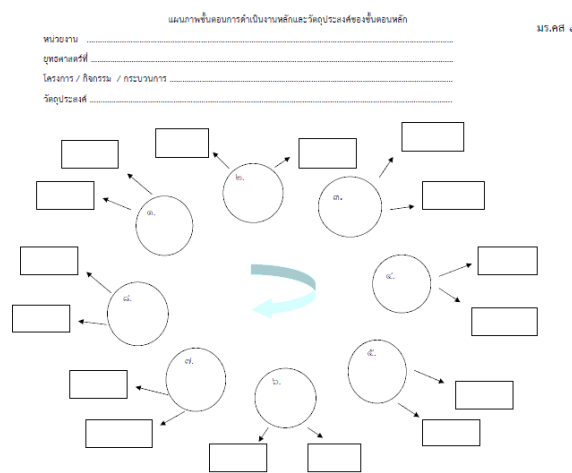 แผนภาพขั้นตอนการดำเนินงานหลักและวัตถุประสงค์ของขั้นตอนหลัก
มร.คส
หน่วยงาน
ยุทธศาสตร์ที่
โครงการ / กิจกรรม / กระบวนการ
วัตถุประสงค์
๒.
๓.
๑.
๔.
๘.
๕.
๗.
๖.